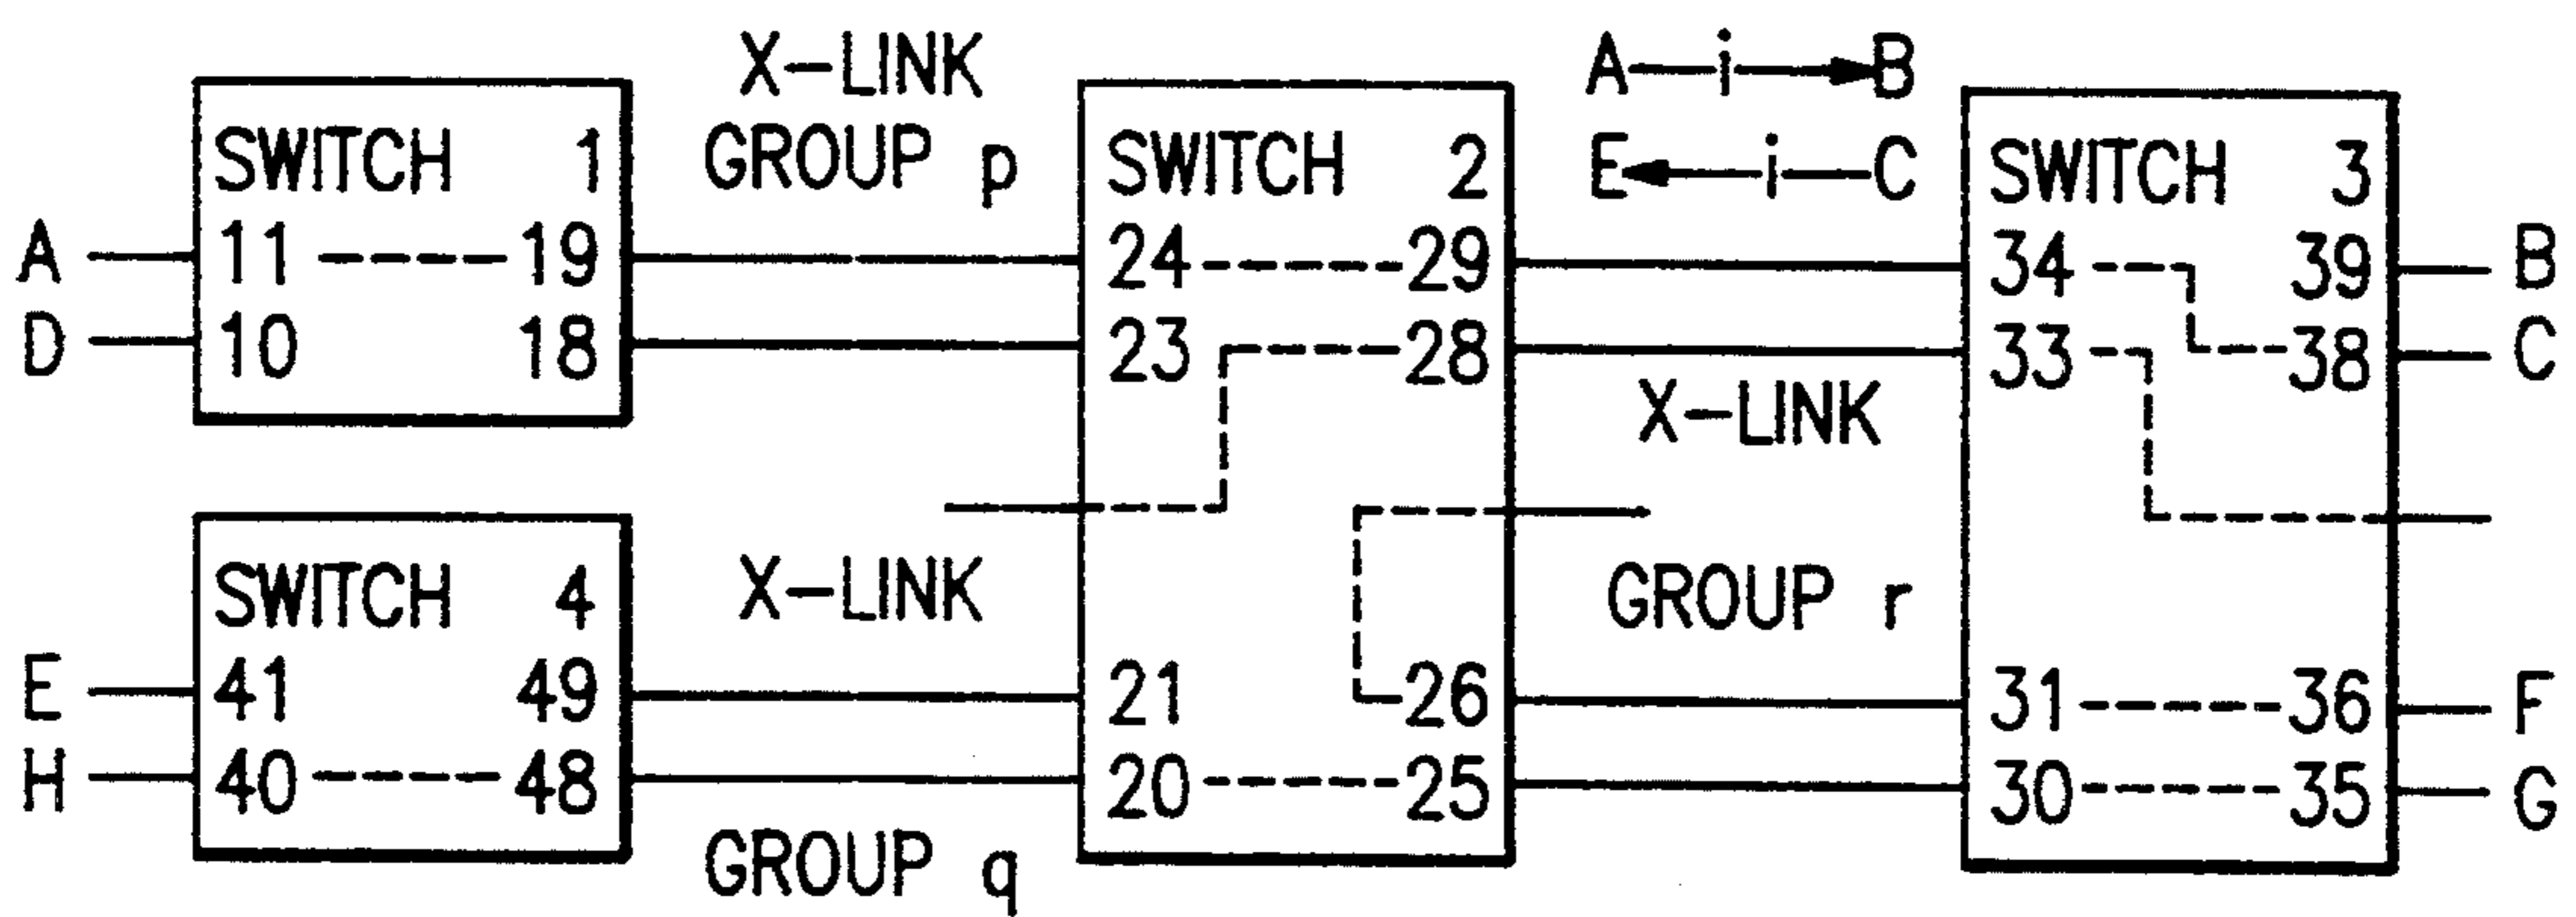 X-LINK
GROUP p
A—i→B
E←i—C
SWITCH 1
A 11 19
D 10 18
SWITCH 2
24 29
23 28
21 26
20 25
X-LINK
GROUP r
SWITCH 3
34 39 B
33 38 C
31 36 F
30 35 G
SWITCH 4
E 41 49
H 40 48
X-LINK
GROUP q